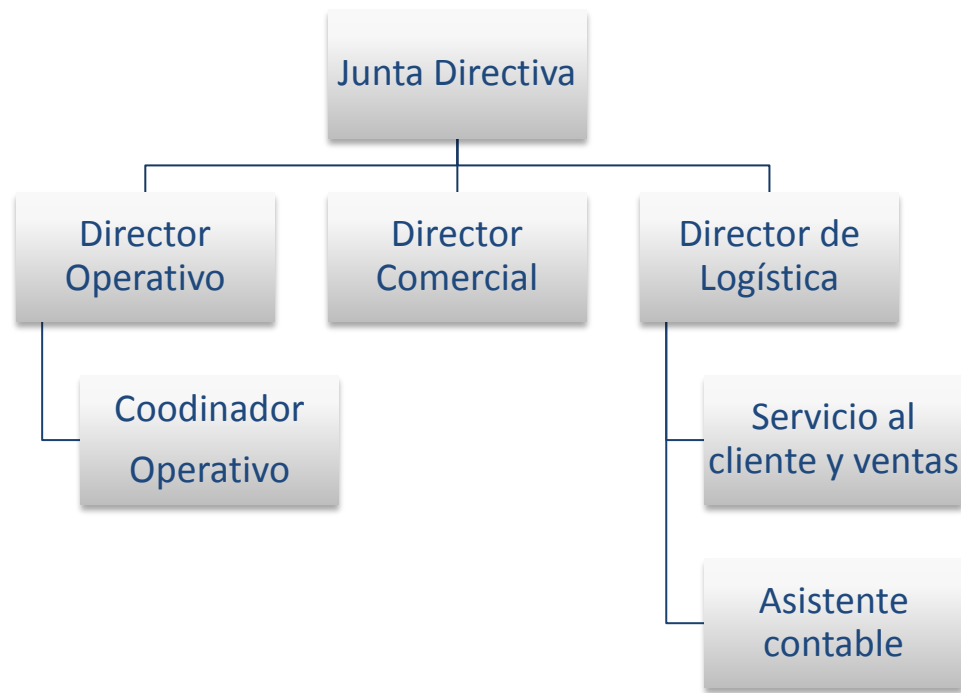 Junta Directiva
Director
Operativo
Director
Comercial
Director de
Logística
Coodinador
Operativo
Servicio al
cliente y ventas
Asistente
contable